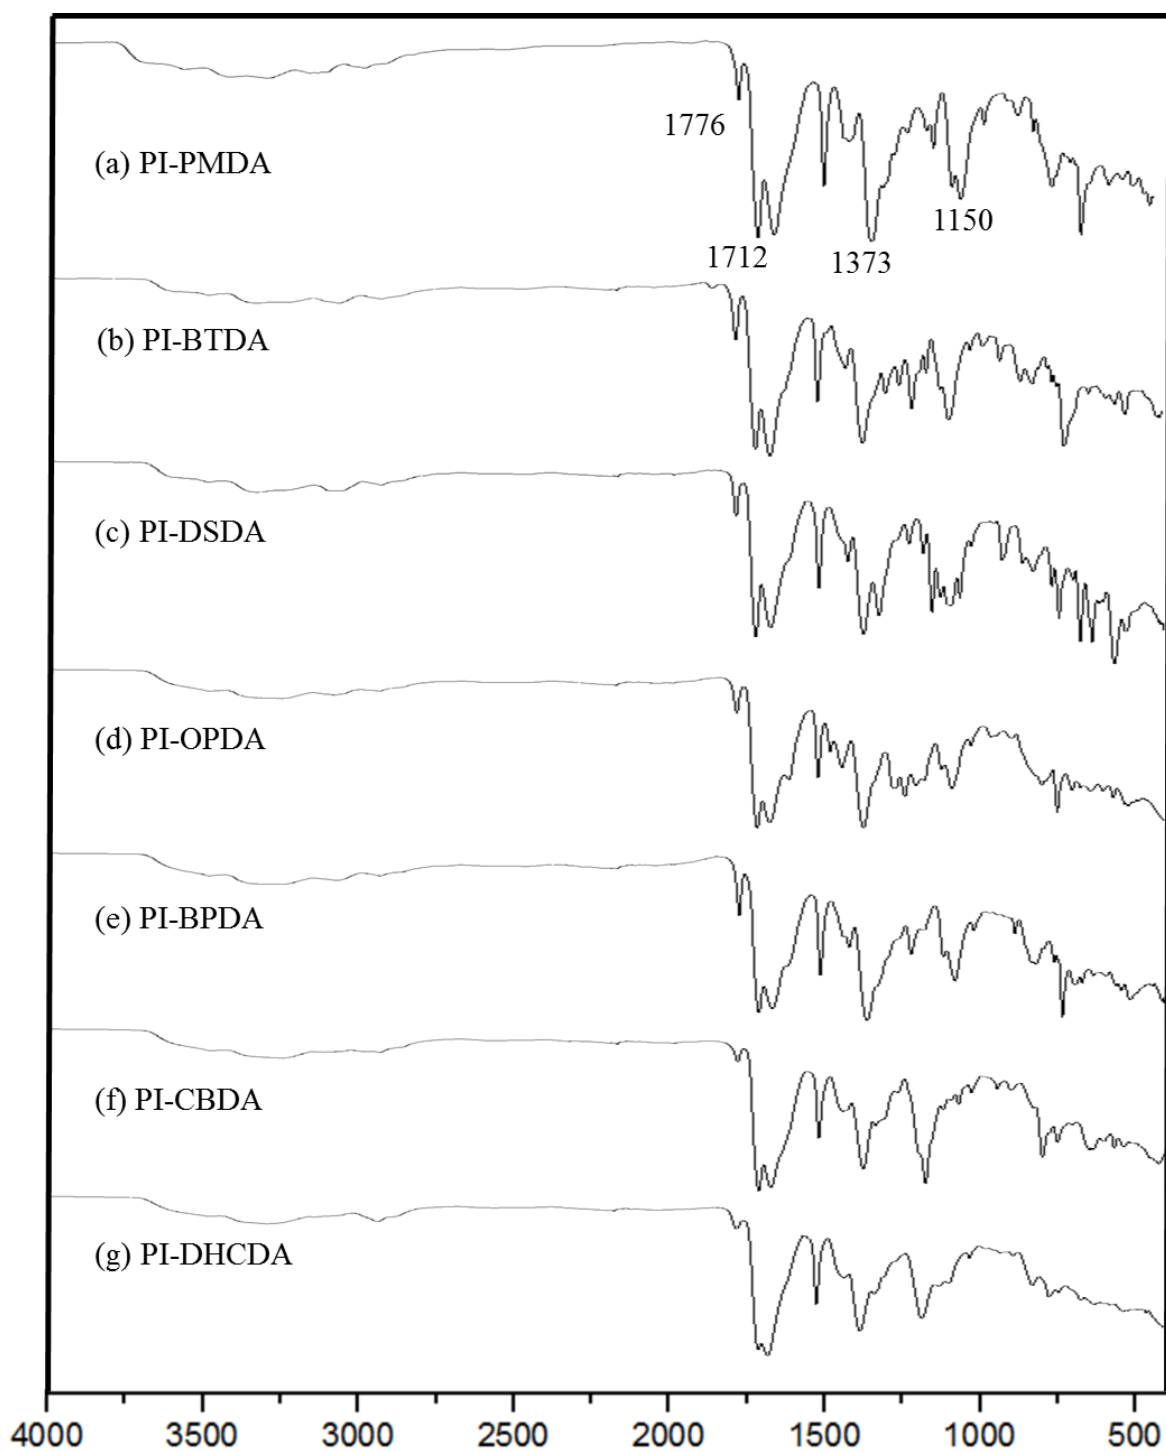 1776
(a) PI-PMDA
1150
1712
1373
(b) PI-BTDA
(c) PI-DSDA
(d) PI-OPDA
(e) PI-BPDA
(f) PI-CBDA
(g) PI-DHCDA
4000 3500 3000 2500 2000 1500 1000 500